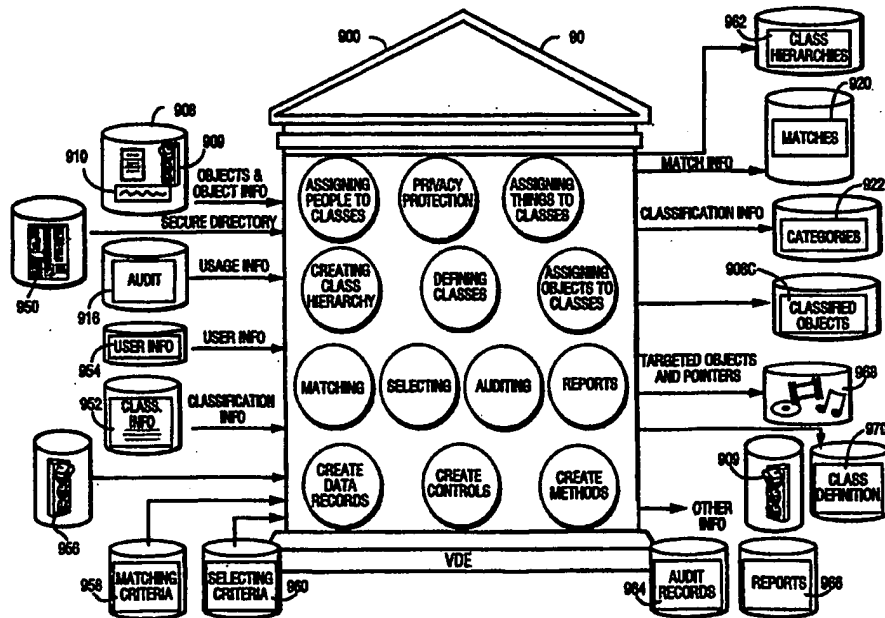 900
90
962
CLASS
HIERARCHIES
908
909
910
920
MATCHES
OBJECTS &
OBJECT INFO
ASSIGNING
PEOPLE TO
CLASSES
PRIVACY
PROTECTION
ASSIGNING
THINGS TO
CLASSES
MATCH INFO
SECURE DIRECTORY
950
CLASSIFICATION INFO
922
CATEGORIES
AUDIT
916
USAGE INFO
CREATING
CLASS
HIERARCHY
DEFINING
CLASSES
ASSIGNING
OBJECTS TO
CLASSES
908C
CLASSIFIED
OBJECTS
USER INFO
954
USER INFO
MATCHING
SELECTING
AUDITING
REPORTS
TARGETED OBJECTS
AND POINTERS
968
952
CLASS.
INFO
CLASSIFICATION
INFO
970
CLASS
DEFINITION
909
956
CREATE
DATA
RECORDS
CREATE
CONTROLS
CREATE
METHODS
OTHER
INFO
VDE
958
MATCHING
CRITERIA
SELECTING
CRITERIA
960
964
AUDIT
RECORDS
REPORTS
966